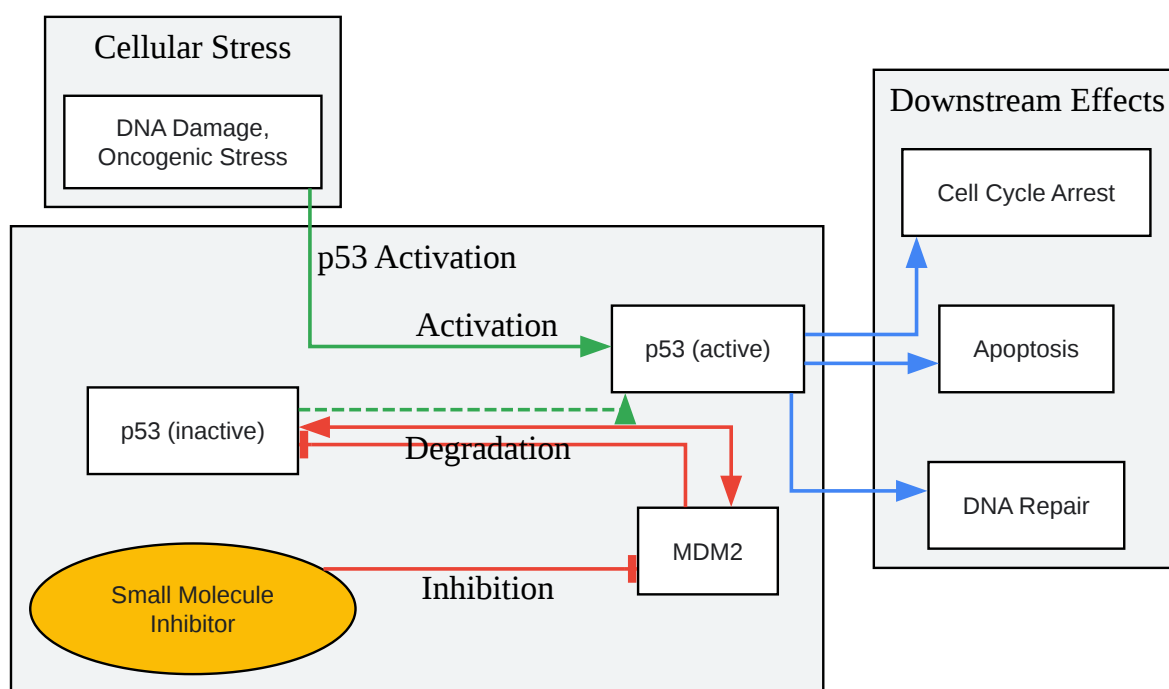 Cellular Stress
DNA Damage,
Oncogenic Stress
Downstream Effects
Cell Cycle Arrest
p53 Activation
Activation
p53 (active)
Apoptosis
p53 (inactive)
Degradation
DNA Repair
MDM2
Inhibition
Small Molecule
Inhibitor